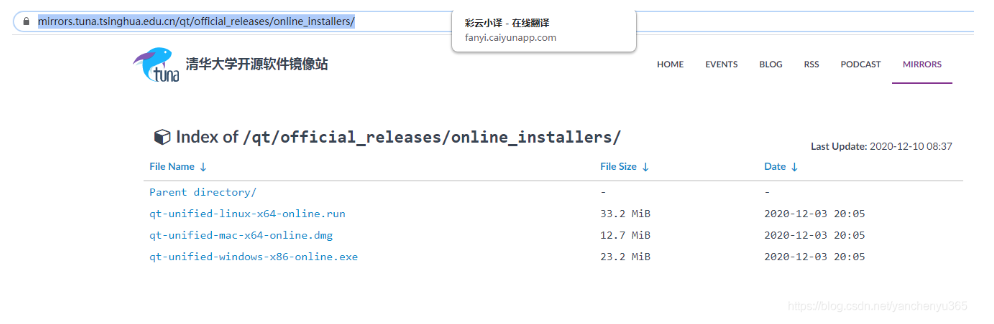 mirrors.tuna.tsinghua.edu.cn/qt/official_releases/online_installers/
彩云小译 - 在线翻译
fanyi.caiyunapp.com
tuna 清华大学开源软件镜像站
HOME EVENTS BLOG RSS PODCAST MIRRORS
Index of /qt/official_releases/online_installers/
Last Update: 2020-12-10 08:37
File Name ↓ File Size ↓ Date ↓
Parent directory/ - -
qt-unified-linux-x64-online.run 33.2 MiB 2020-12-03 20:05
qt-unified-mac-x64-online.dmg 12.7 MiB 2020-12-03 20:05
qt-unified-windows-x86-online.exe 23.2 MiB 2020-12-03 20:05
https://blog.csdn.net/yanchenyu365